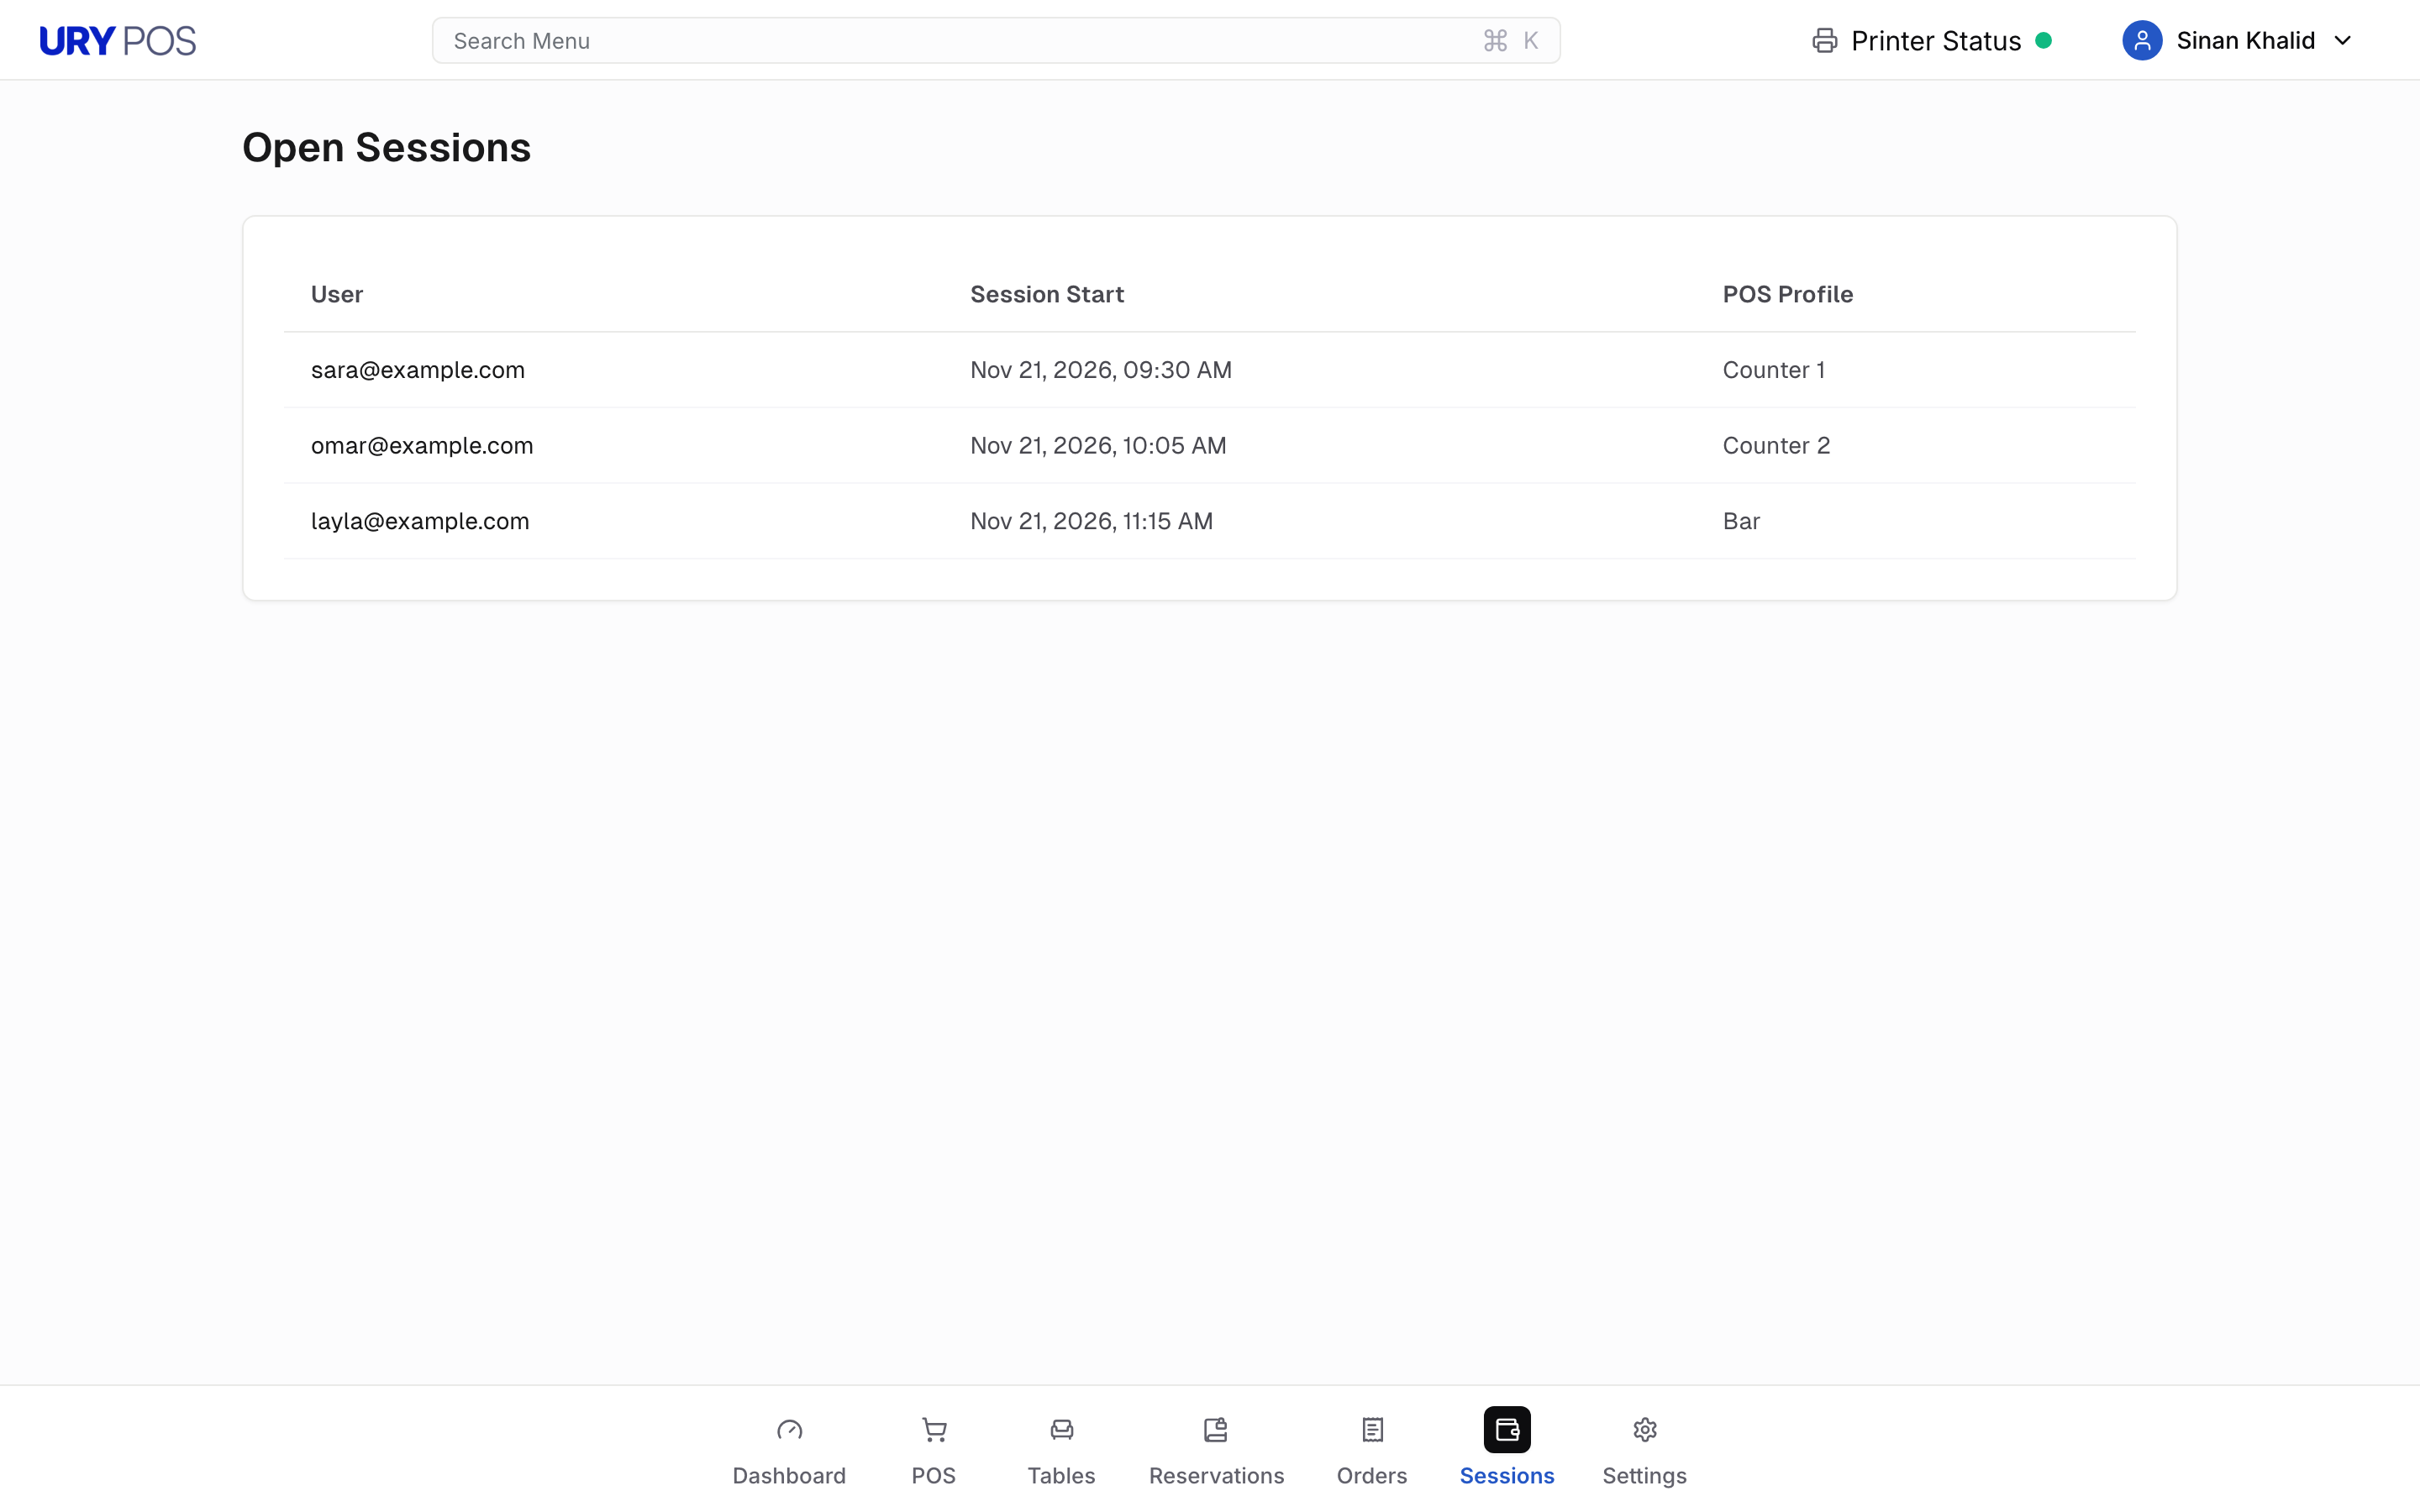 URY POS
Search Menu ⌘ K
Printer Status
Sinan Khalid
Open Sessions
User Session Start POS Profile
sara@example.com Nov 21, 2026, 09:30 AM Counter 1
omar@example.com Nov 21, 2026, 10:05 AM Counter 2
layla@example.com Nov 21, 2026, 11:15 AM Bar
Dashboard POS Tables Reservations Orders Sessions Settings